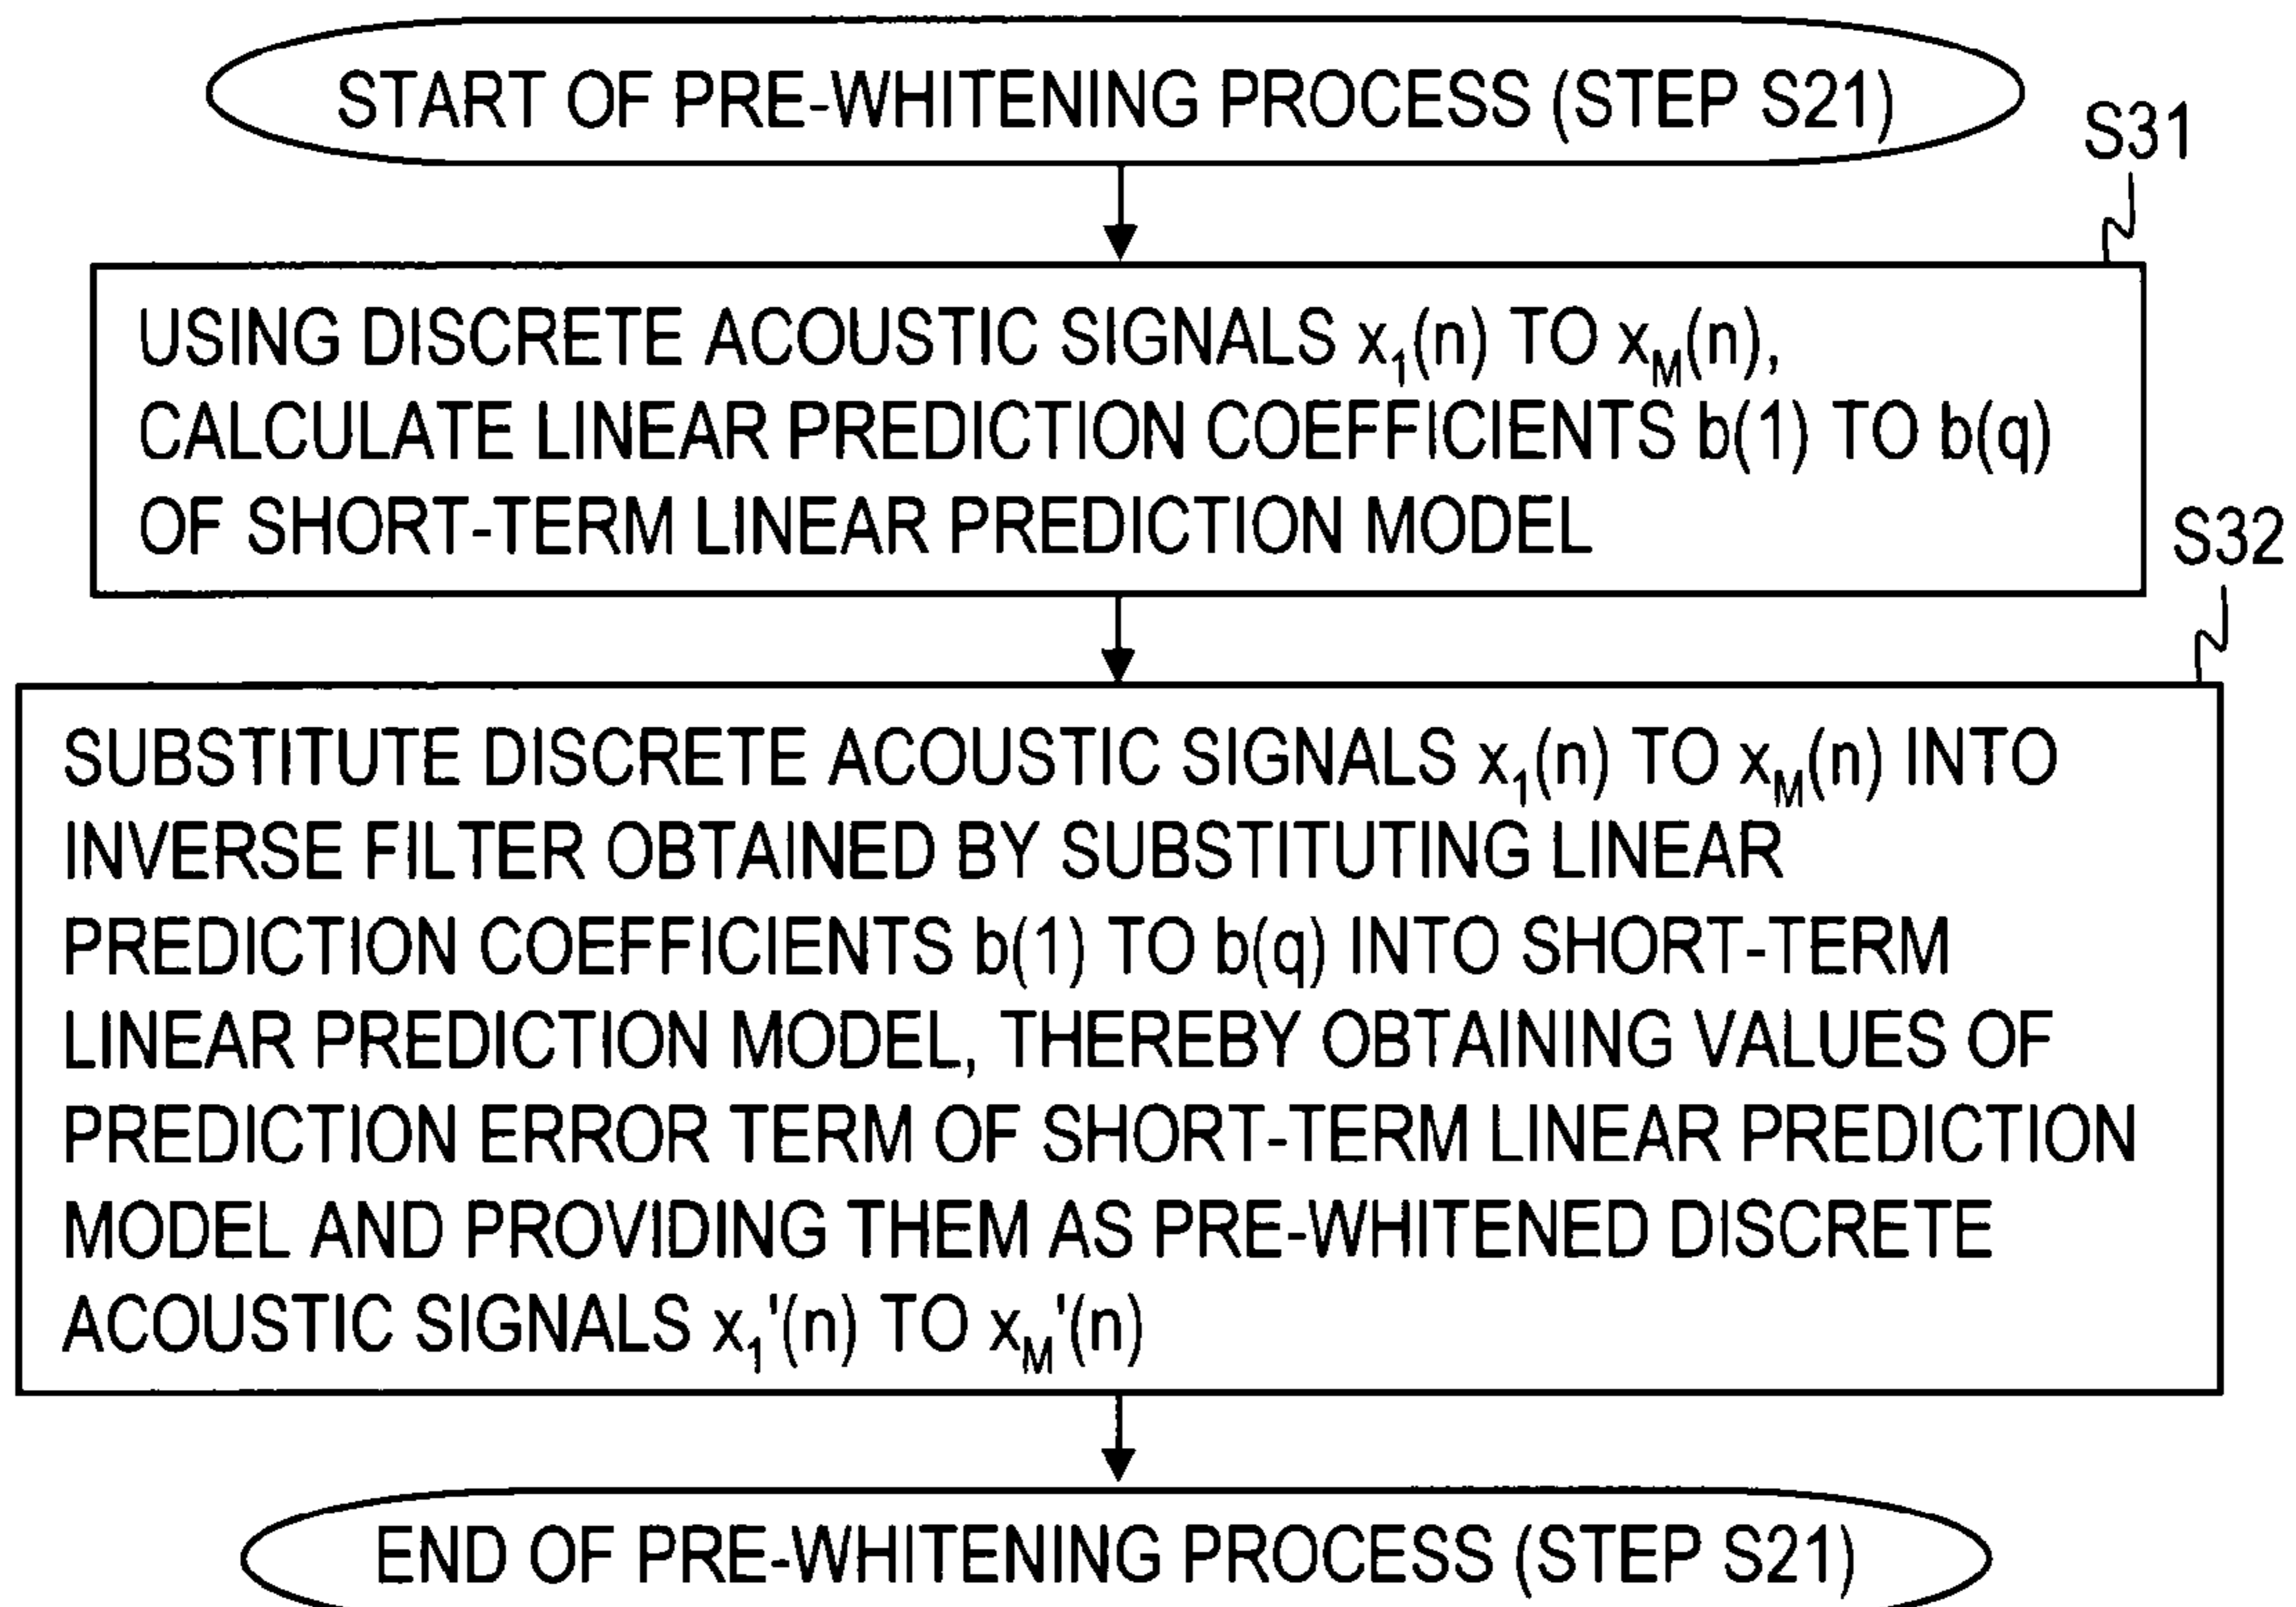 START OF PRE-WHITENING PROCESS (STEP S21)
S31
USING DISCRETE ACOUSTIC SIGNALS x₁(n) TO x_M(n),
CALCULATE LINEAR PREDICTION COEFFICIENTS b(1) TO b(q)
OF SHORT-TERM LINEAR PREDICTION MODEL
S32
SUBSTITUTE DISCRETE ACOUSTIC SIGNALS x₁(n) TO x_M(n) INTO
INVERSE FILTER OBTAINED BY SUBSTITUTING LINEAR
PREDICTION COEFFICIENTS b(1) TO b(q) INTO SHORT-TERM
LINEAR PREDICTION MODEL, THEREBY OBTAINING VALUES OF
PREDICTION ERROR TERM OF SHORT-TERM LINEAR PREDICTION
MODEL AND PROVIDING THEM AS PRE-WHITENED DISCRETE
ACOUSTIC SIGNALS x₁'(n) TO x_M'(n)
END OF PRE-WHITENING PROCESS (STEP S21)